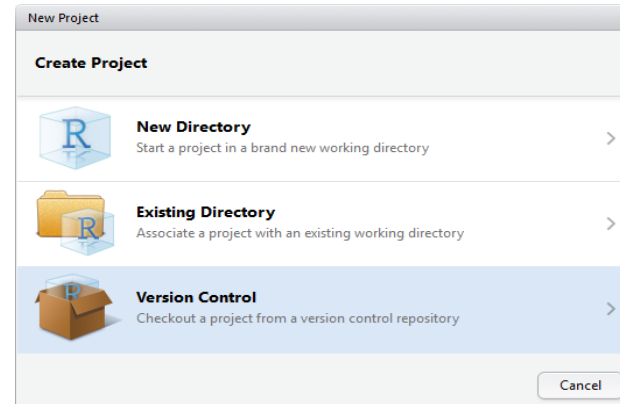 New Project
Create Project
R
New Directory
Start a project in a brand new working directory
R
Existing Directory
Associate a project with an existing working directory
R
Version Control
Checkout a project from a version control repository
Cancel